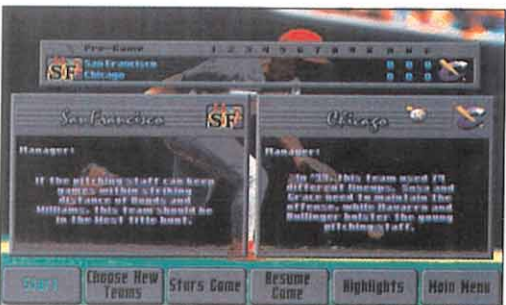 Pre-Game 1 2 3 4 5 6 7 8 9 R H E
SF San Francisco 0 0 0
Chicago 0 0 0
San Francisco SF
Chicago
Manager:
If the pitching staff can keep
games within striking
distance of Bonds and
Williams, this team should be
in the West title hunt.
Manager:
In '93, this team used
different lineups. Sosa and
Grace need to maintain the
offense while Hazaren and
Bullinger bolster the young
pitching staff.
Start
Choose New
Teams
Stars Game
Resume
Game
Highlights
Main Menu